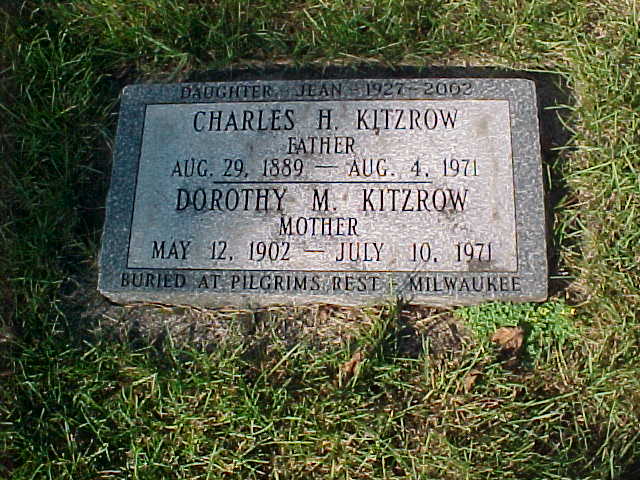 DAUGHTER - JEAN - 1927-2002
CHARLES H. KITZROW
FATHER
AUG. 29, 1889 — AUG. 4, 1971
DOROTHY M. KITZROW
MOTHER
MAY 12, 1902 — JULY 10, 1971
BURIED AT PILGRIMS REST - MILWAUKEE